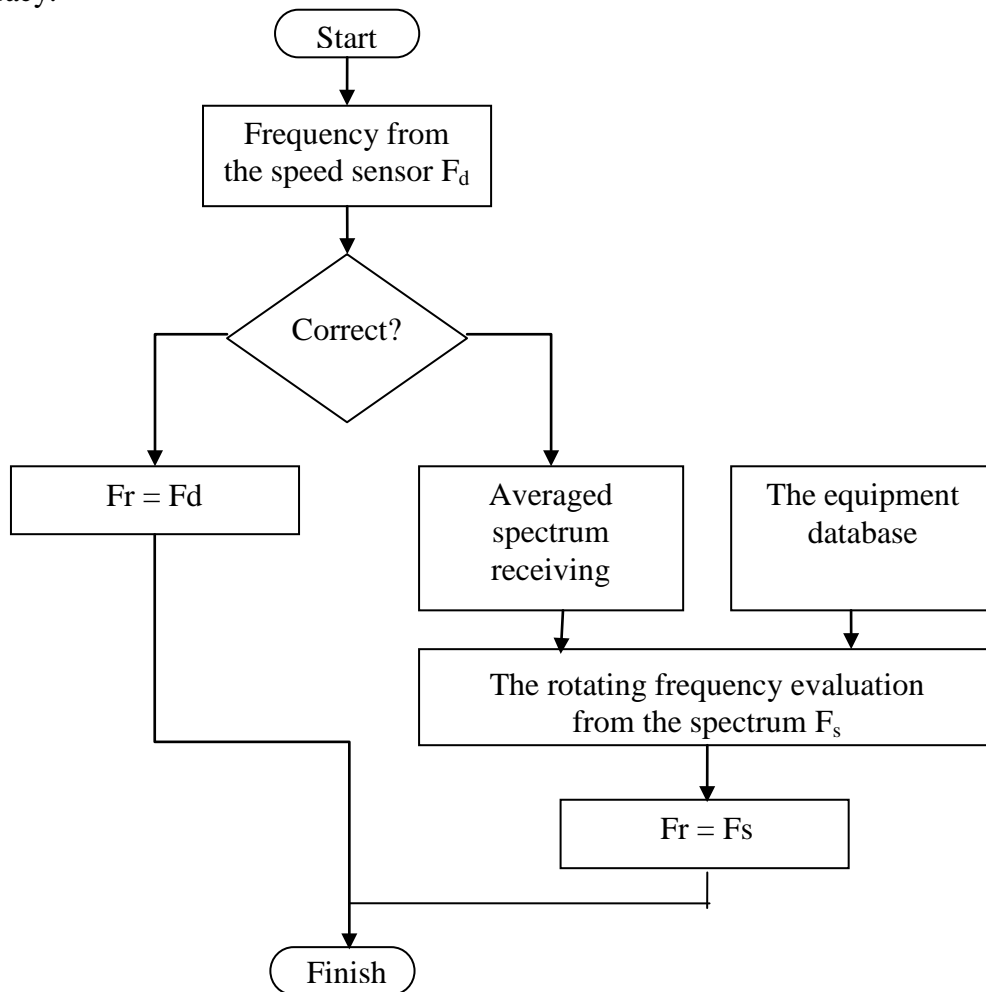 Start
Frequency from
the speed sensor Fd
Correct?
Fr = Fd
Averaged
spectrum
receiving
The equipment
database
The rotating frequency evaluation
from the spectrum Fs
Fr = Fs
Finish